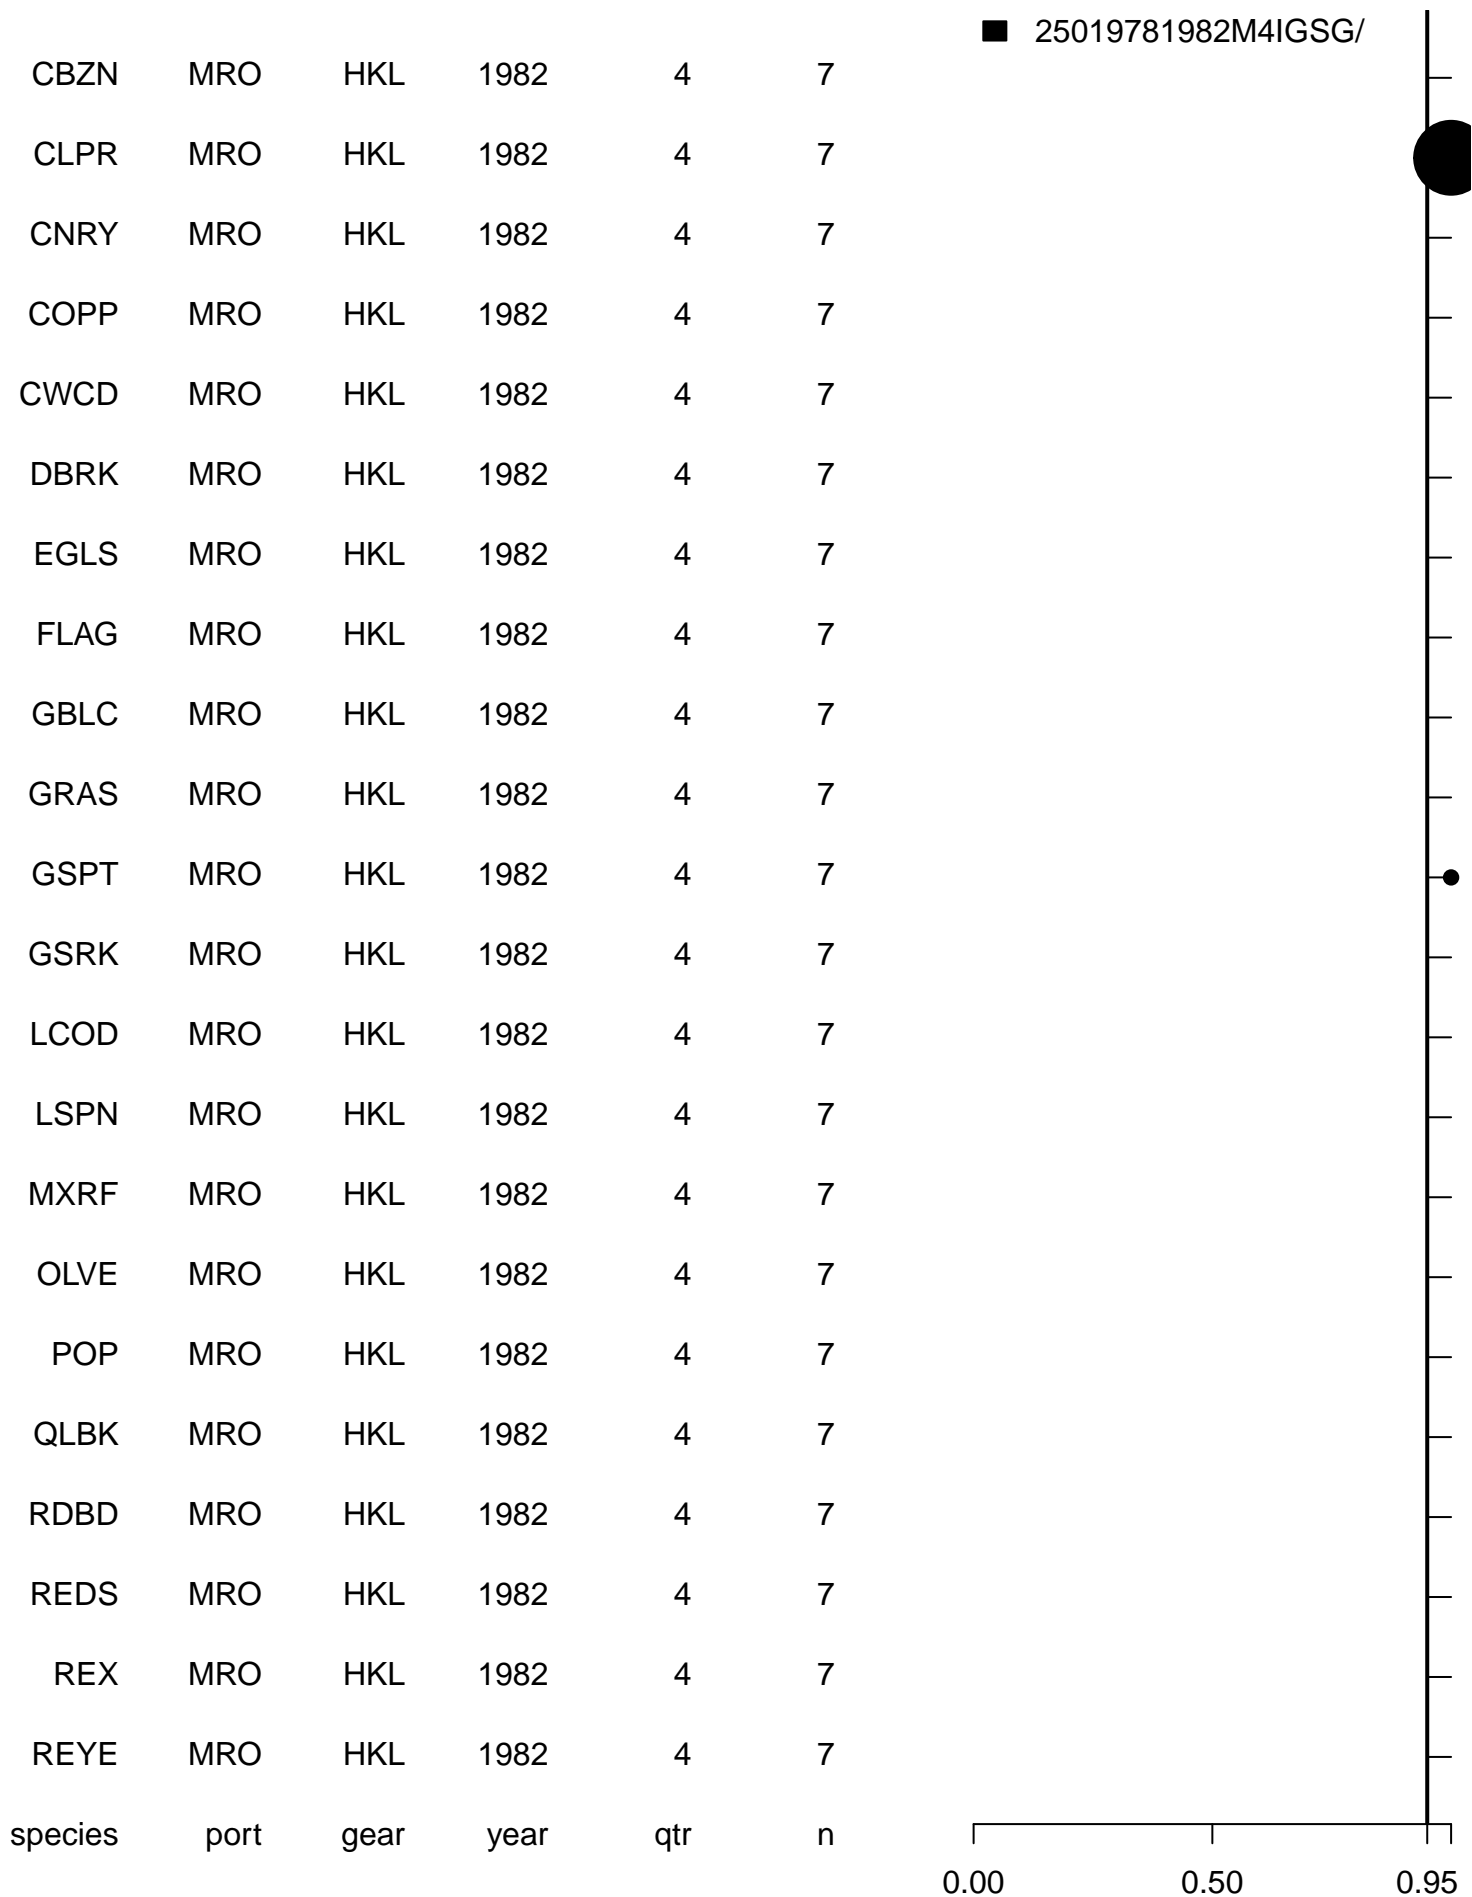 25019781982M4IGSG/
CBZN MRO HKL 1982 4 7
CLPR MRO HKL 1982 4 7
CNRY MRO HKL 1982 4 7
COPP MRO HKL 1982 4 7
CWCD MRO HKL 1982 4 7
DBRK MRO HKL 1982 4 7
EGLS MRO HKL 1982 4 7
FLAG MRO HKL 1982 4 7
GBLC MRO HKL 1982 4 7
GRAS MRO HKL 1982 4 7
GSPT MRO HKL 1982 4 7
GSRK MRO HKL 1982 4 7
LCOD MRO HKL 1982 4 7
LSPN MRO HKL 1982 4 7
MXRF MRO HKL 1982 4 7
OLVE MRO HKL 1982 4 7
POP MRO HKL 1982 4 7
QLBK MRO HKL 1982 4 7
RDBD MRO HKL 1982 4 7
REDS MRO HKL 1982 4 7
REX MRO HKL 1982 4 7
REYE MRO HKL 1982 4 7
species port gear year qtr n
0.00 0.50 0.95